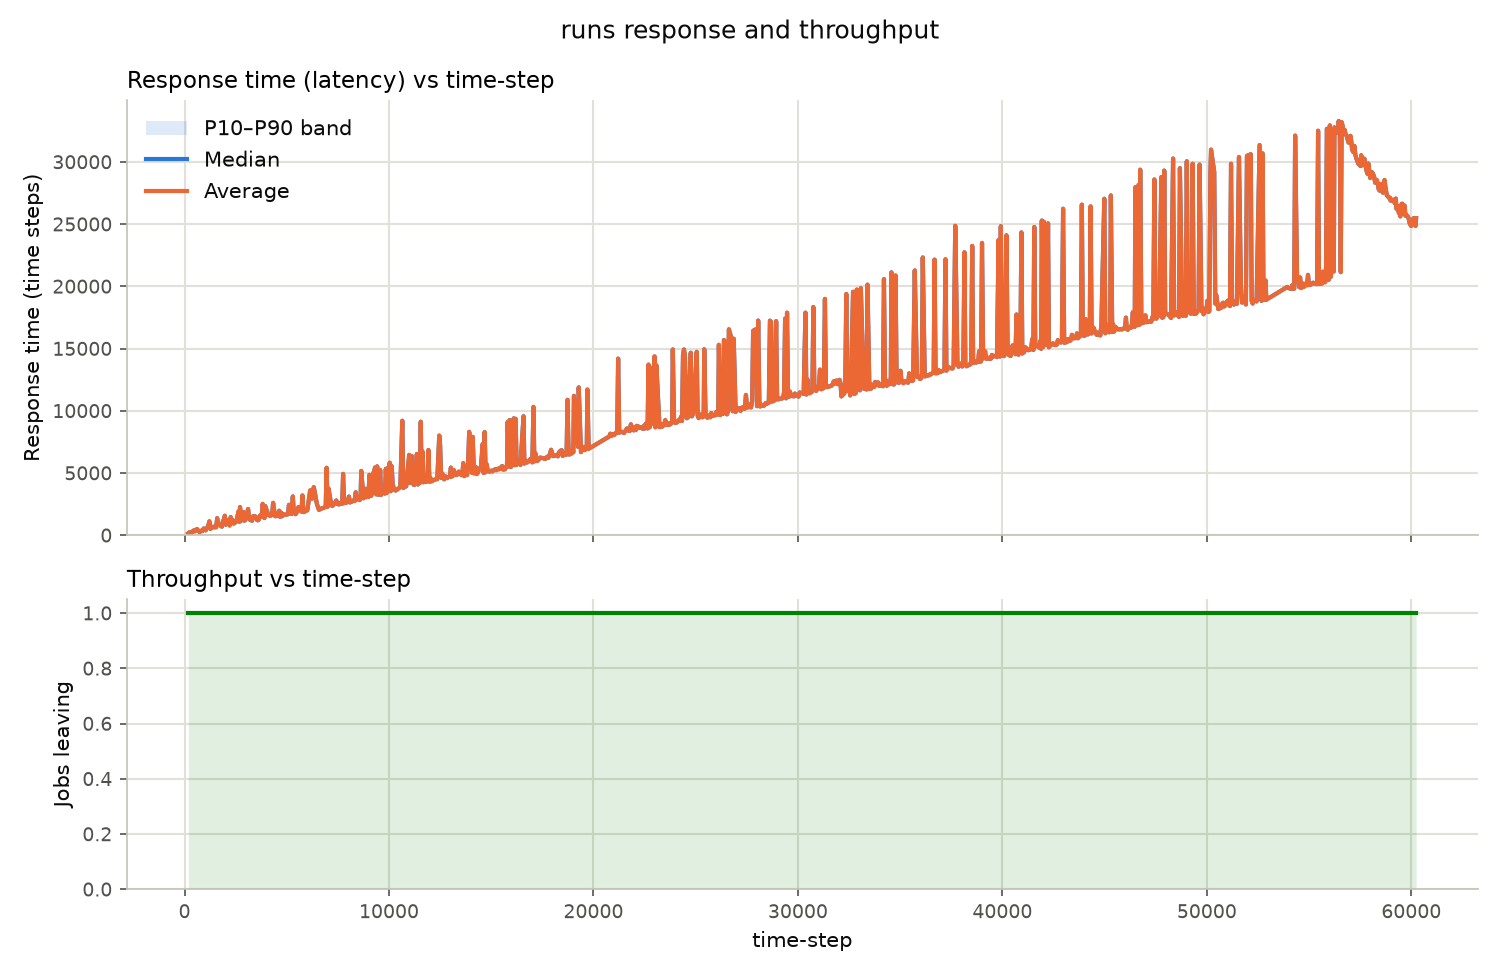 runs response and throughput
Response time (latency) vs time-step
P10–P90 band
Median
Average
Response time (time steps)
30000
25000
20000
15000
10000
5000
0
Throughput vs time-step
Jobs leaving
1.0
0.8
0.6
0.4
0.2
0.0
0 10000 20000 30000 40000 50000 60000
time-step